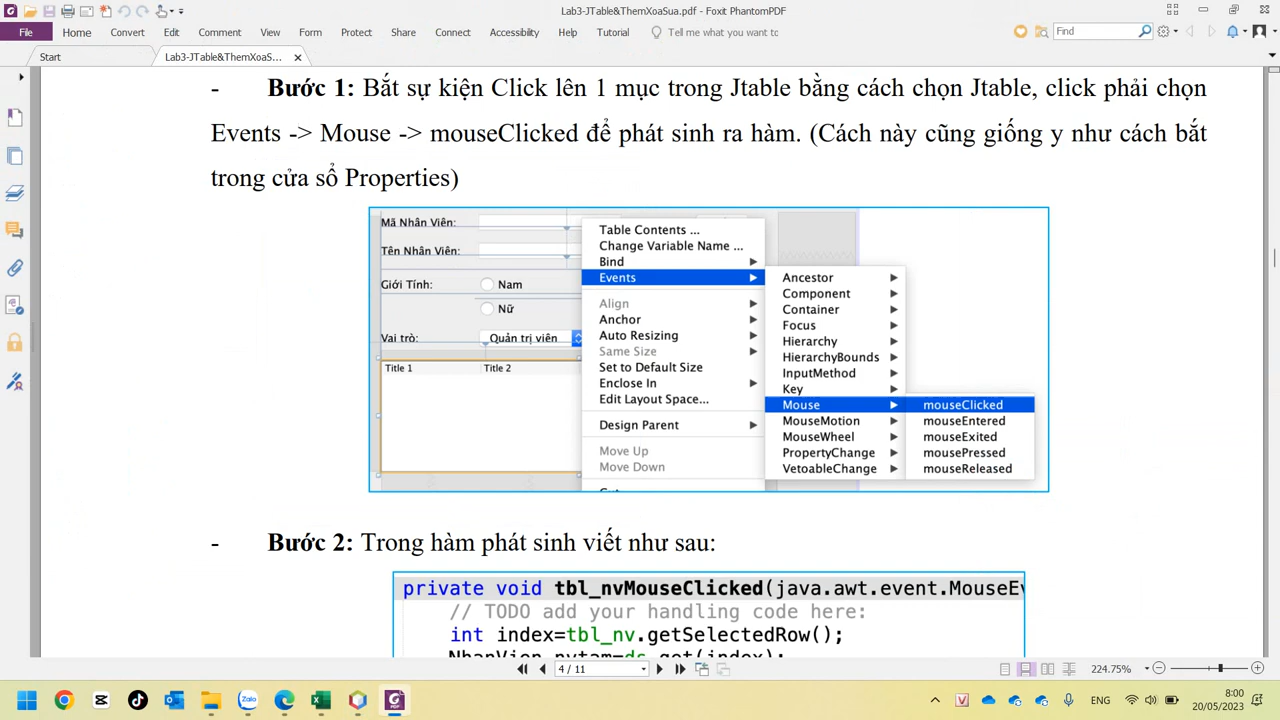 Lab3-JTable&ThemXoaSua.pdf - Foxit PhantomPDF
File Home Convert Edit Comment View Form Protect Share Connect Accessibility Help Tutorial Tell me what you want to Find
Start Lab3-JTable&ThemXoaS...
- Bước 1: Bắt sự kiện Click lên 1 mục trong Jtable bằng cách chọn Jtable, click phải chọn
Events -> Mouse -> mouseClicked để phát sinh ra hàm. (Cách này cũng giống y như cách bắt
trong cửa sổ Properties)
Mã Nhân Viên:
Tên Nhân Viên:
Giới Tính: Nam
Nữ
Vai trò: Quản trị viên
Title 1 Title 2
Table Contents ...
Change Variable Name ...
Bind
Events
Align
Anchor
Auto Resizing
Same Size
Set to Default Size
Enclose In
Edit Layout Space...
Design Parent
Move Up
Move Down
Ancestor
Component
Container
Focus
Hierarchy
HierarchyBounds
InputMethod
Key
Mouse
MouseMotion
MouseWheel
PropertyChange
VetoableChange
mouseClicked
mouseEntered
mouseExited
mousePressed
mouseReleased
- Bước 2: Trong hàm phát sinh viết như sau:
private void tbl_nvMouseClicked(java.awt.event.MouseEv
// TODO add your handling code here:
int index=tbl_nv.getSelectedRow();
NhanVien nvtam=ds.get(index);
4 / 11 224.75%
Zalo ENG 8:00
20/05/2023